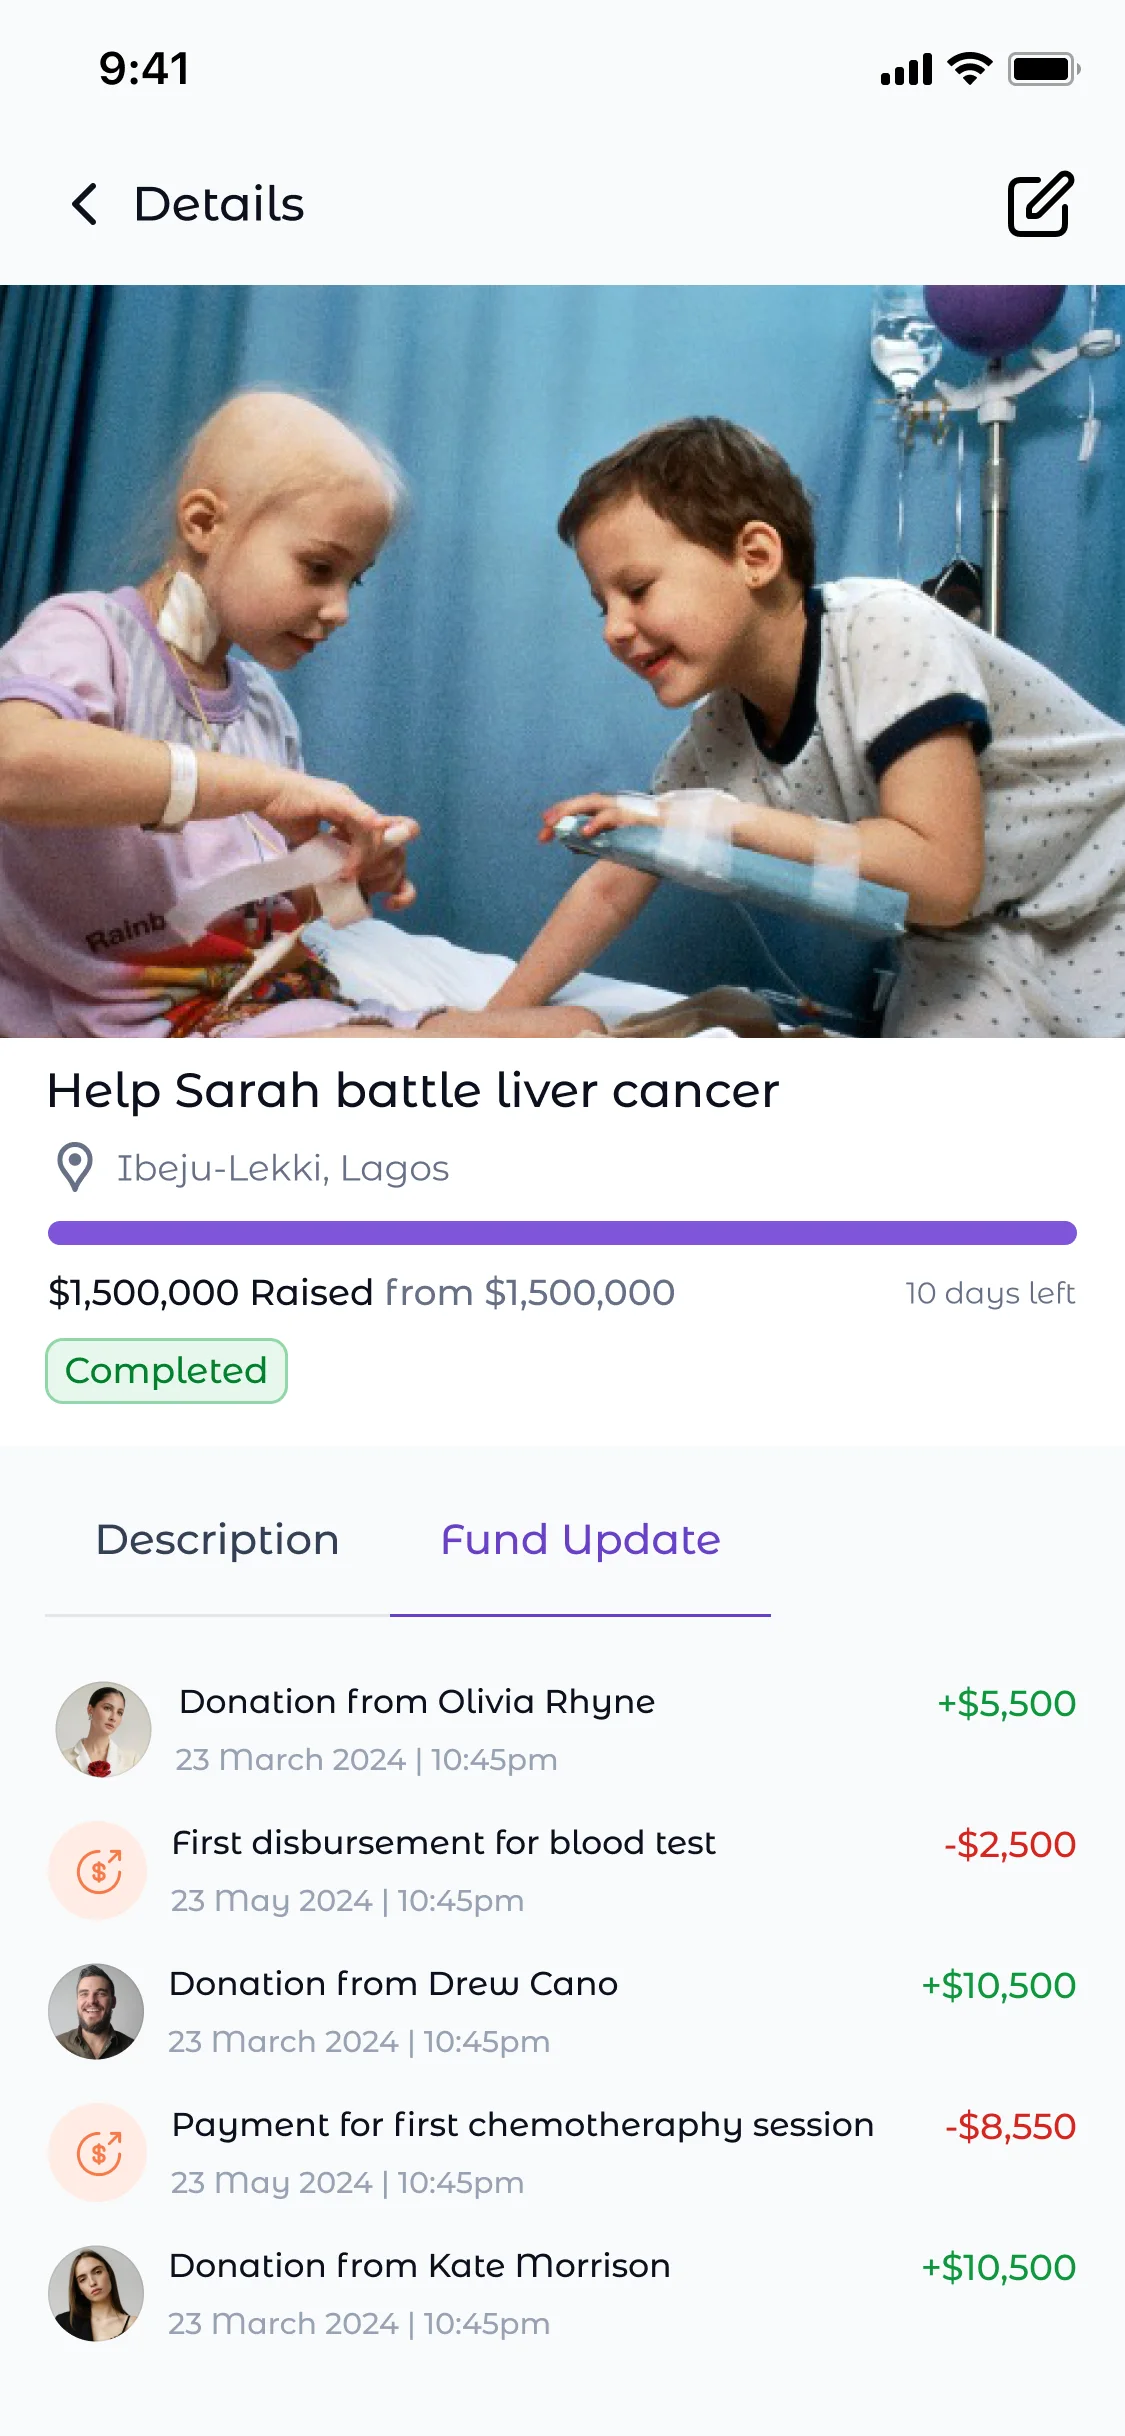 9:41
Details
Rainb
Help Sarah battle liver cancer
Ibeju-Lekki, Lagos
$1,500,000 Raised from $1,500,000
10 days left
Completed
Description
Fund Update
Donation from Olivia Rhyne
+$5,500
23 March 2024 | 10:45pm
First disbursement for blood test
-$2,500
23 May 2024 | 10:45pm
Donation from Drew Cano
+$10,500
23 March 2024 | 10:45pm
Payment for first chemotheraphy session
-$8,550
23 May 2024 | 10:45pm
Donation from Kate Morrison
+$10,500
23 March 2024 | 10:45pm